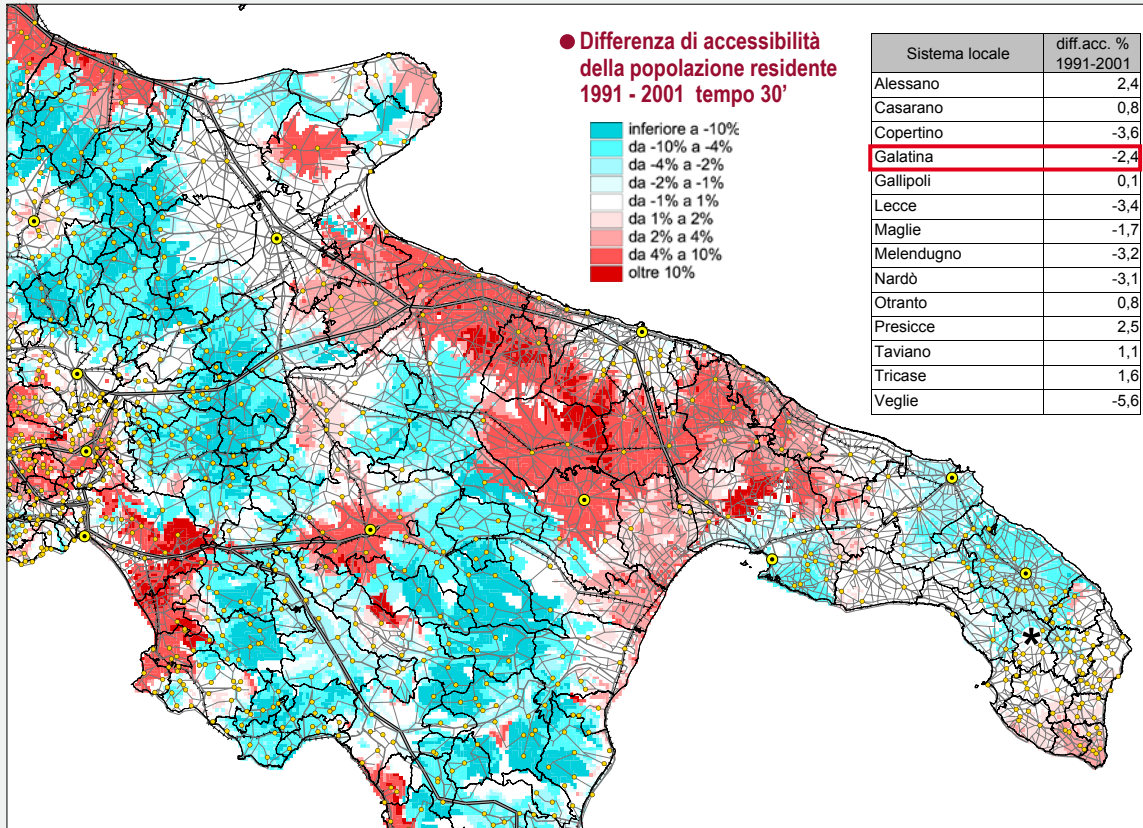 ● Differenza di accessibilità
della popolazione residente
1991 - 2001 tempo 30’
inferiore a -10%
da -10% a -4%
da -4% a -2%
da -2% a -1%
da -1% a 1%
da 1% a 2%
da 2% a 4%
da 4% a 10%
oltre 10%
Sistema locale diff.acc. %
1991-2001
Alessano 2,4
Casarano 0,8
Copertino -3,6
Galatina -2,4
Gallipoli 0,1
Lecce -3,4
Maglie -1,7
Melendugno -3,2
Nardò -3,1
Otranto 0,8
Presicce 2,5
Taviano 1,1
Tricase 1,6
Veglie -5,6
*